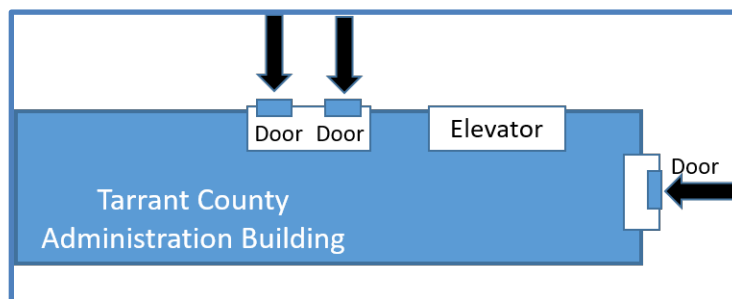 Door Door
Elevator
Door
Tarrant County
Administration Building